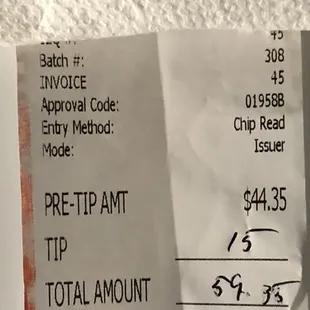 45
Batch #: 308
INVOICE 45
Approval Code: 01958B
Entry Method: Chip Read
Mode: Issuer
PRE-TIP AMT $44.35
TIP 15
TOTAL AMOUNT 59.35